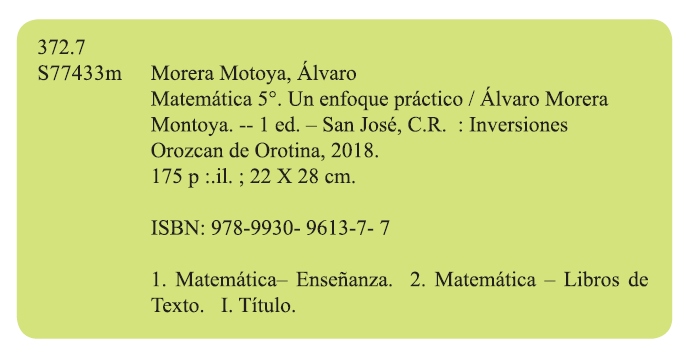 372.7
S77433m Morera Motoya, Álvaro
Matemática 5°. Un enfoque práctico / Álvaro Morera
Montoya. -- 1 ed. – San José, C.R. : Inversiones
Orozcan de Orotina, 2018.
175 p :.il. ; 22 X 28 cm.
ISBN: 978-9930- 9613-7- 7
1. Matemática– Enseñanza. 2. Matemática – Libros de
Texto. I. Título.